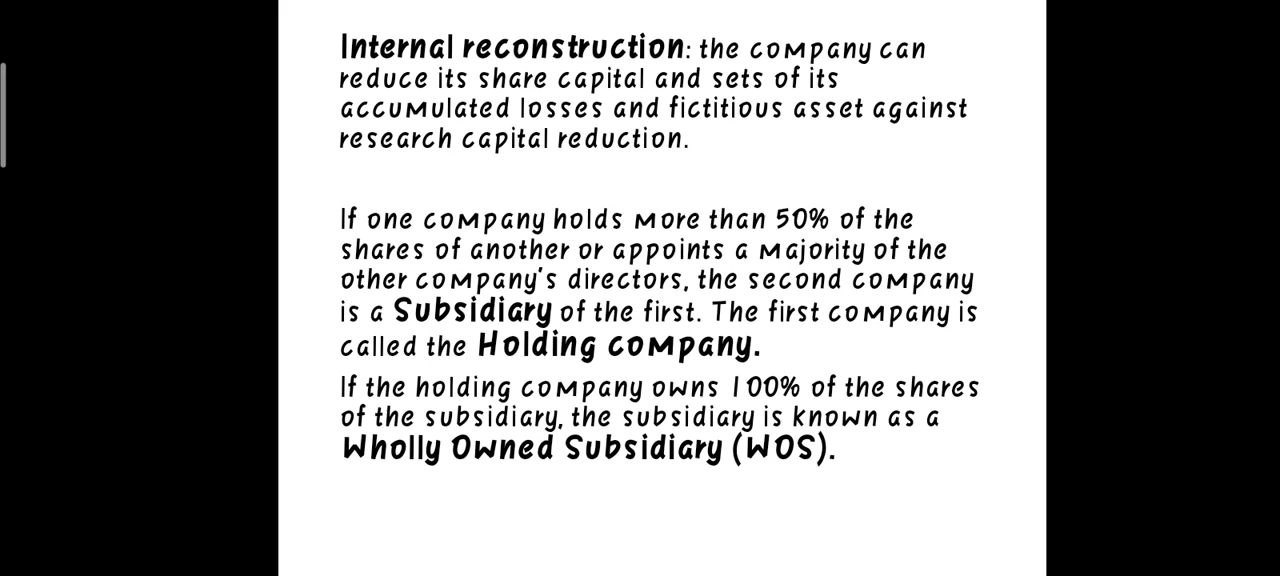 Internal reconstruction: the company can
reduce its share capital and sets of its
accumulated losses and fictitious asset against
research capital reduction.
If one company holds more than 50% of the
shares of another or appoints a majority of the
other company's directors, the second company
is a Subsidiary of the first. The first company is
called the Holding company.
If the holding company owns 100% of the shares
of the subsidiary, the subsidiary is known as a
Wholly Owned Subsidiary (WOS).